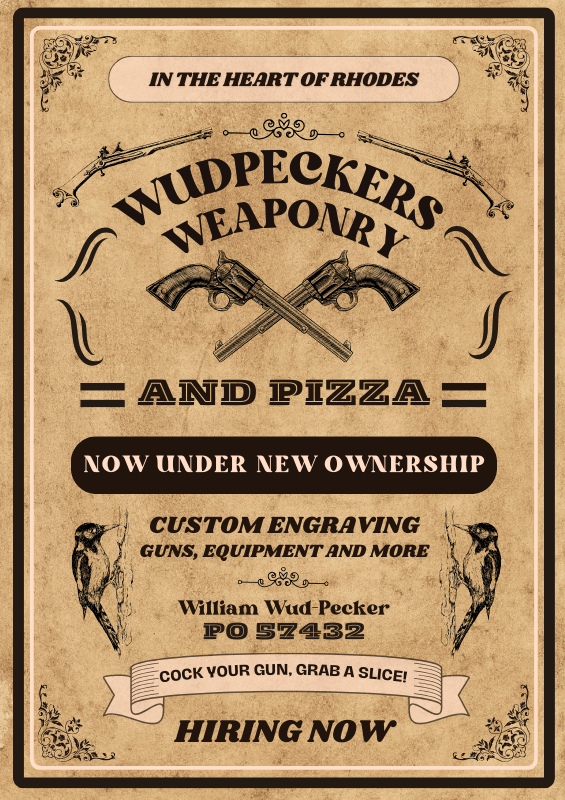 IN THE HEART OF RHODES
WUDPECKERS
WEAPONRY
AND PIZZA
NOW UNDER NEW OWNERSHIP
CUSTOM ENGRAVING
GUNS, EQUIPMENT AND MORE
William Wud-Pecker
PO 57432
COCK YOUR GUN, GRAB A SLICE!
HIRING NOW